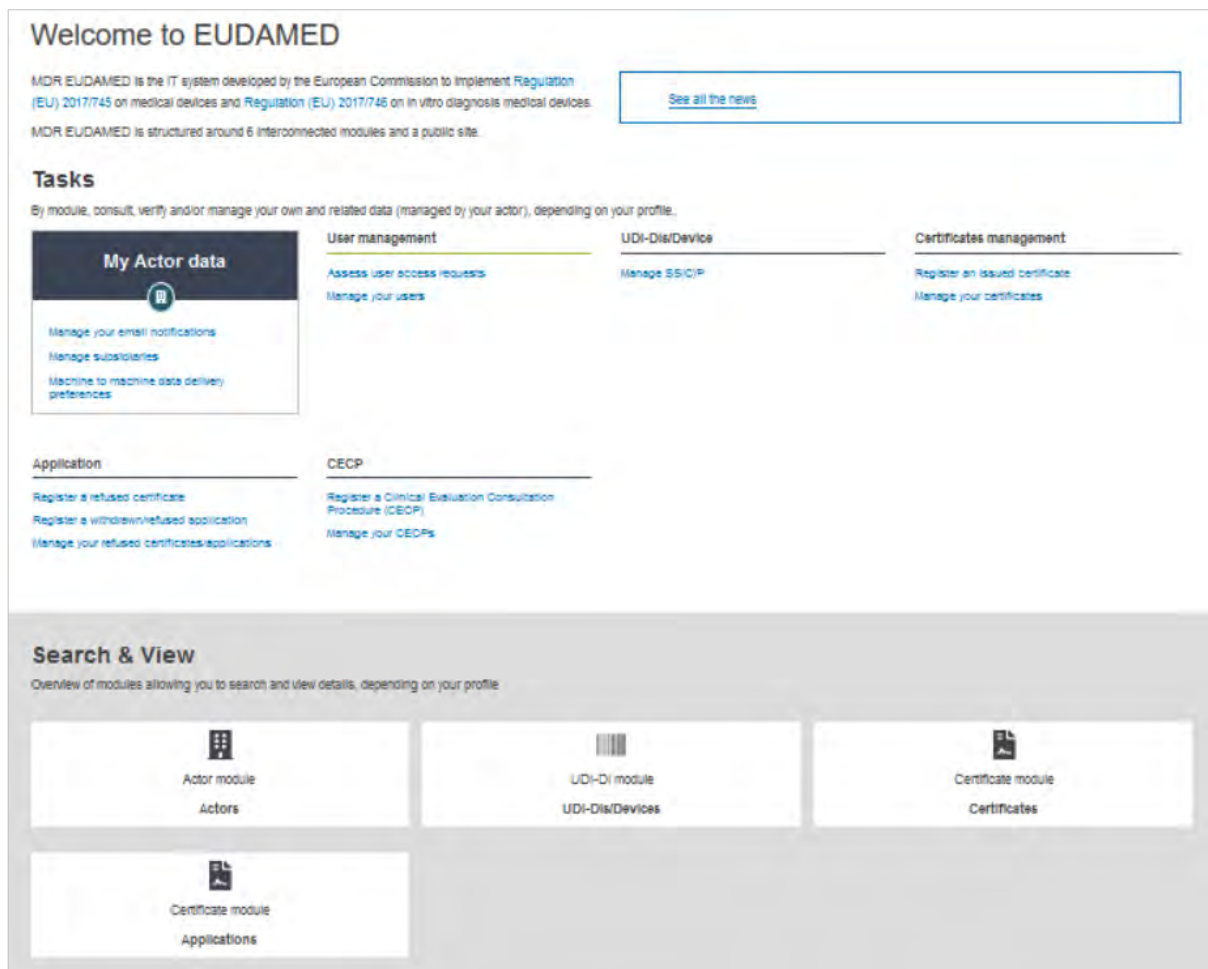 Welcome to EUDAMED
MDR EUDAMED is the IT system developed by the European Commission to implement Regulation
(EU) 2017/745 on medical devices and Regulation (EU) 2017/746 on in vitro diagnosis medical devices.
See all the news
MDR EUDAMED is structured around 6 interconnected modules and a public site.
Tasks
By module, consult, verify and/or manage your own and related data (managed by your actor), depending on your profile.
My Actor data
Manage your email notifications
Manage subsidiaries
Machine to machine data delivery
preferences
User management
Assess user access requests
Manage your users
UDI-DIs/Device
Manage SS(C)P
Certificates management
Register an issued certificate
Manage your certificates
Application
Register a refused certificate
Register a withdrawn/refused application
Manage your refused certificates/applications
CECP
Register a Clinical Evaluation Consultation
Procedure (CECP)
Manage your CECPs
Search & View
Overview of modules allowing you to search and view details, depending on your profile
Actor module
Actors
UDI-DI module
UDI-DIs/Devices
Certificate module
Certificates
Certificate module
Applications